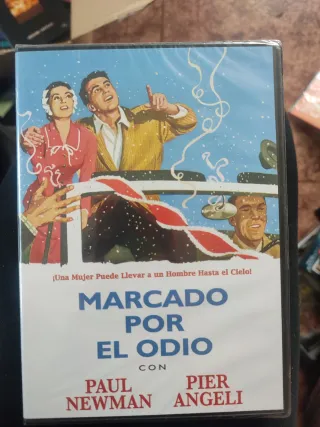 ¡Una Mujer Puede Llevar a un Hombre Hasta el Cielo!
MARCADO
POR
EL ODIO
CON
PAUL PIER
NEWMAN ANGELI